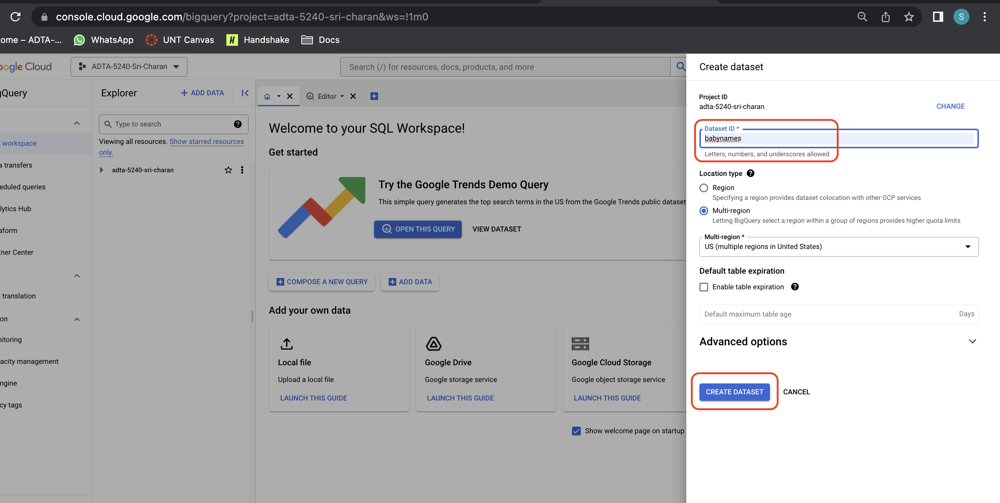 console.cloud.google.com/bigquery?project=adta-5240-sri-charan&ws=!1m0
S
ome – ADTA-...
WhatsApp
UNT Canvas
H
Handshake
Docs
ogle Cloud
ADTA-5240-Sri-Charan
Search (/) for resources, docs, products, and more
Query
workspace
a transfers
eduled queries
lytics Hub
aform
tner Center
translation
on
nitoring
acity management
ngine
cy tags
Explorer
+ ADD DATA
Type to search
?
Viewing all resources. Show starred resources
only.
adta-5240-sri-charan
Editor
Welcome to your SQL Workspace!
Get started
Try the Google Trends Demo Query
This simple query generates the top search terms in the US from the Google Trends public dataset
OPEN THIS QUERY
VIEW DATASET
COMPOSE A NEW QUERY
ADD DATA
Add your own data
Local file
Upload a local file
LAUNCH THIS GUIDE
Google Drive
Google storage service
LAUNCH THIS GUIDE
Google Cloud Storage
Google object storage service
LAUNCH THIS GUIDE
Show welcome page on startup
Create dataset
Project ID
adta-5240-sri-charan
CHANGE
Dataset ID *
babynames
Letters, numbers, and underscores allowed
Location type ?
Region
Specifying a region provides dataset colocation with other GCP services
Multi-region
Letting BigQuery select a region within a group of regions provides higher quota limits
Multi-region *
US (multiple regions in United States)
Default table expiration
Enable table expiration ?
Default maximum table age
Days
Advanced options
CREATE DATASET
CANCEL